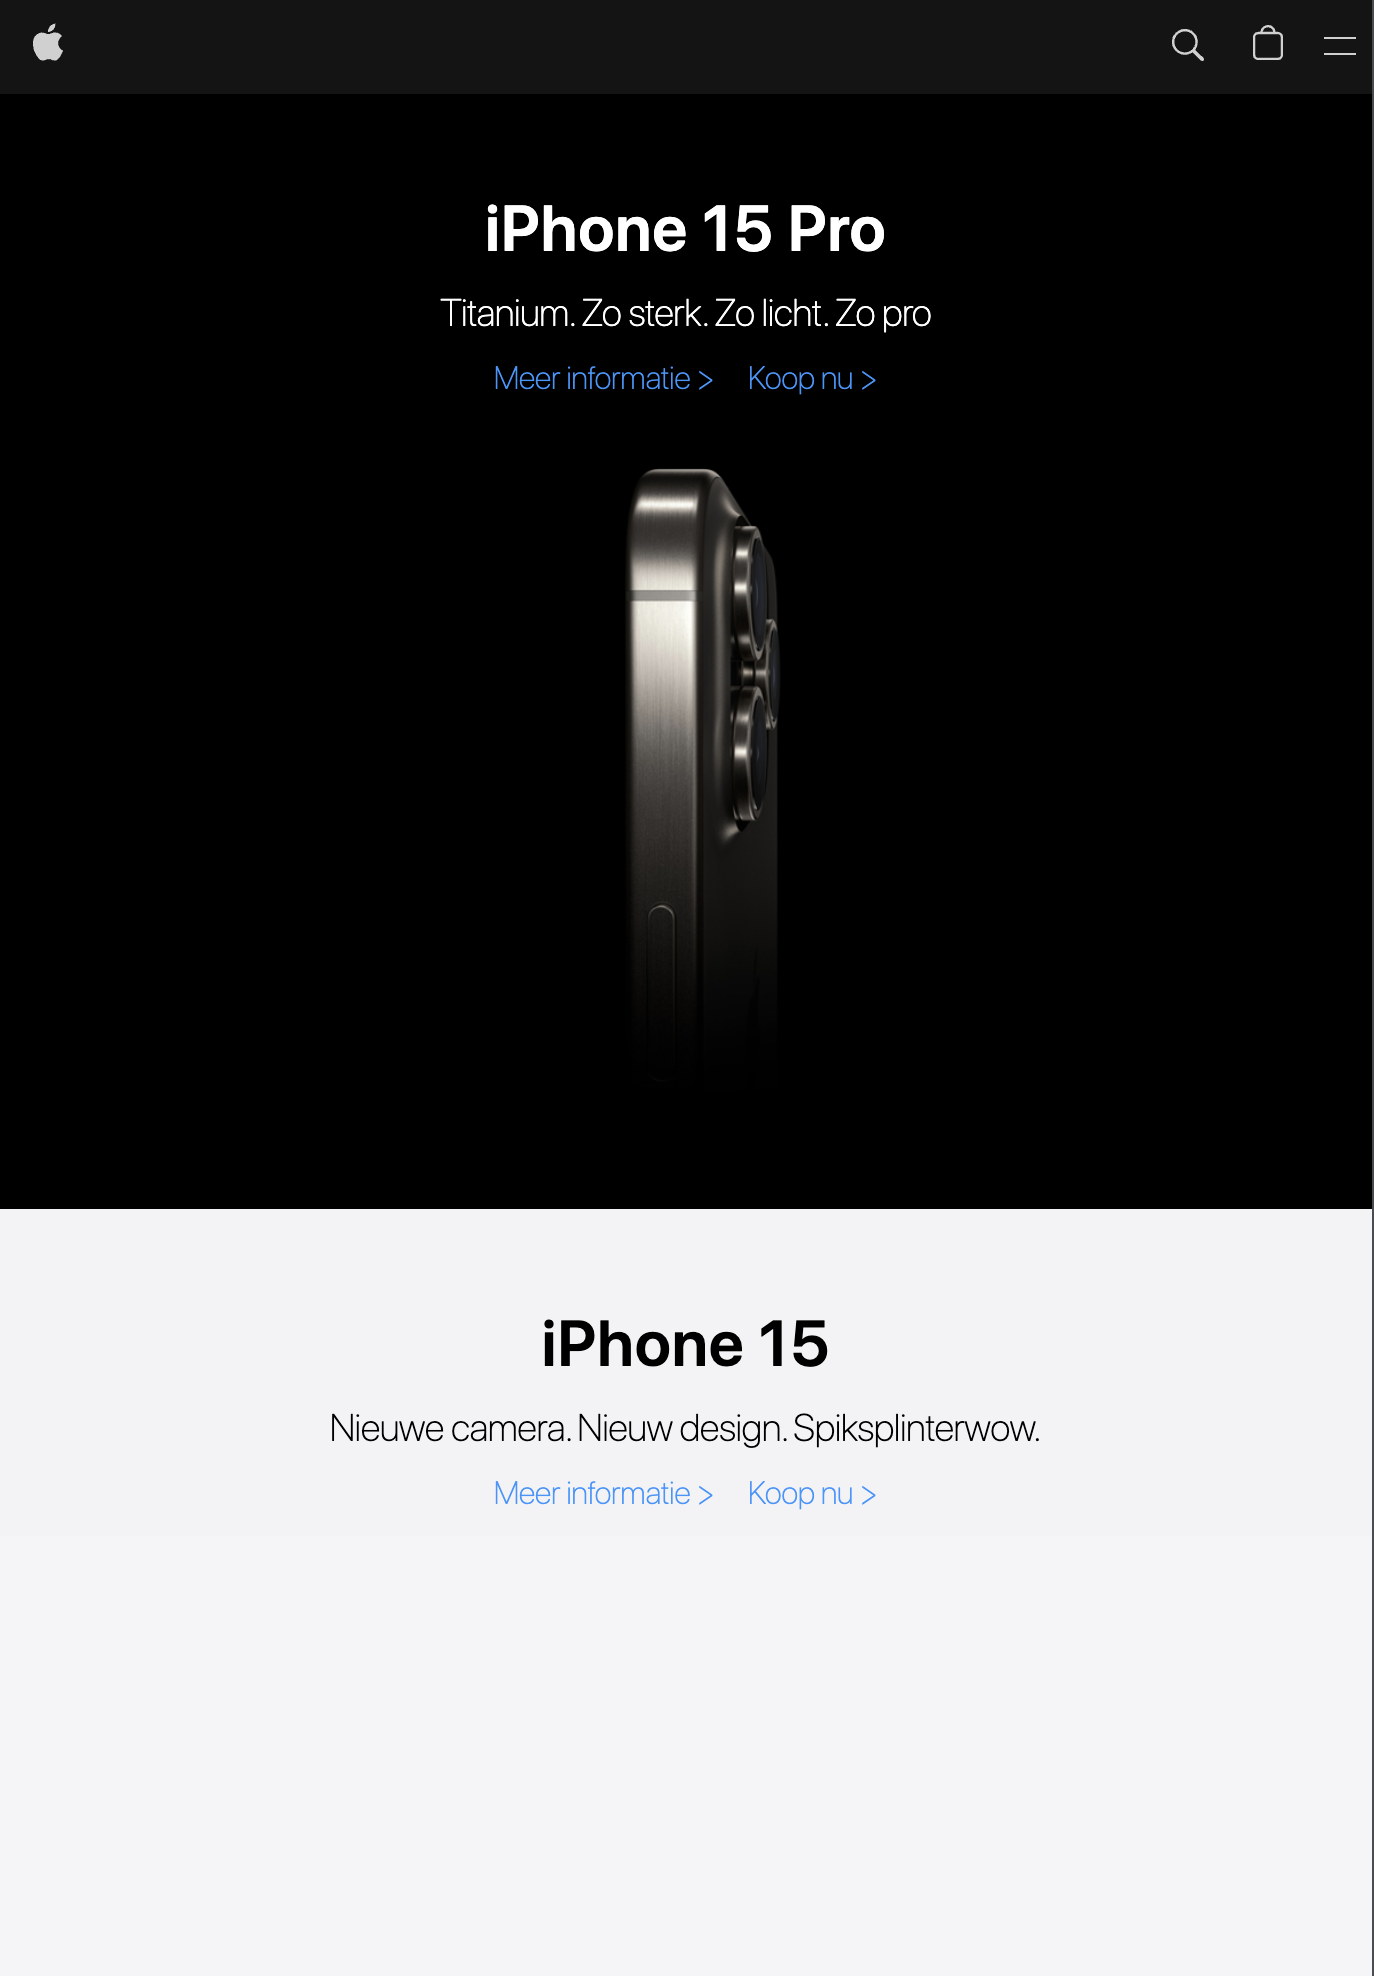 iPhone 15 Pro
Titanium. Zo sterk. Zo licht. Zo pro
Meer informatie > Koop nu >
iPhone 15
Nieuwe camera. Nieuw design. Spiksplinterwow.
Meer informatie > Koop nu >